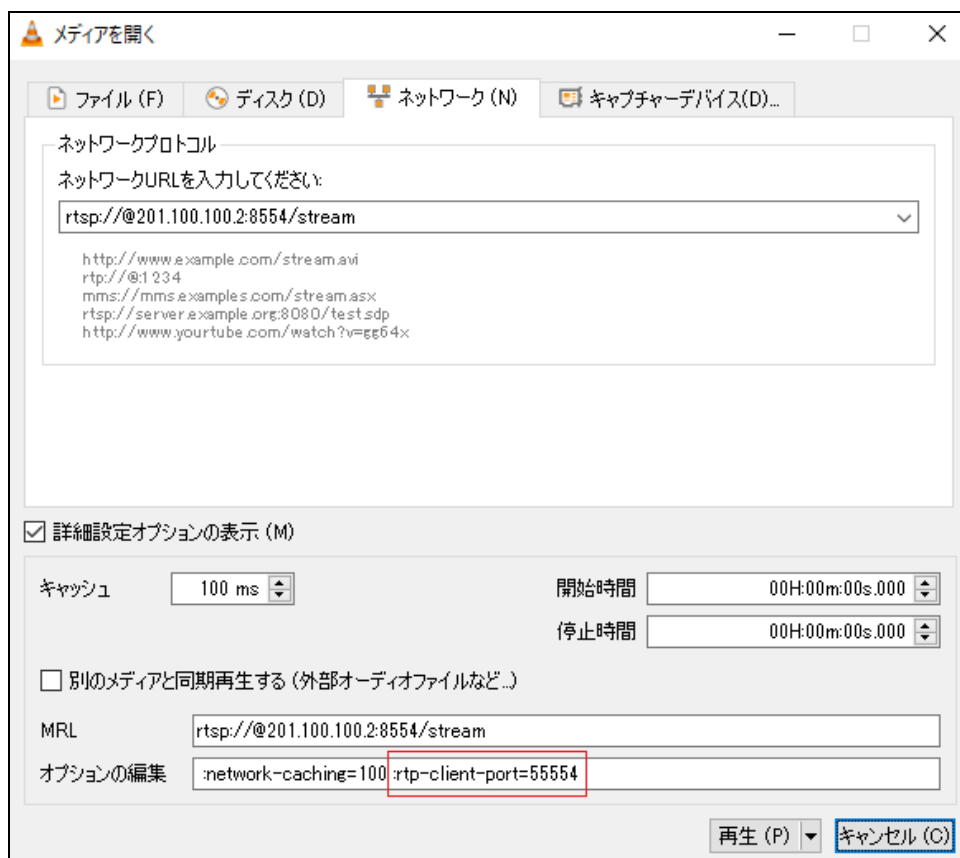 メディアを開く
ファイル (F) ディスク (D) ネットワーク (N) キャプチャーデバイス(D)...
ネットワークプロトコル
ネットワークURLを入力してください:
rtsp://@201.100.100.2:8554/stream
http://www.example.com/stream.avi
rtp://@:1234
mms://mms.examples.com/stream.asx
rtsp://server.example.org:8080/test.sdp
http://www.yourtube.com/watch?v=gg64x
詳細設定オプションの表示 (M)
キャッシュ 100 ms 開始時間 00H:00m:00s.000
停止時間 00H:00m:00s.000
別のメディアと同期再生する (外部オーディオファイルなど...)
MRL rtsp://@201.100.100.2:8554/stream
オプションの編集 :network-caching=100 :rtp-client-port=55554
再生 (P) キャンセル (C)